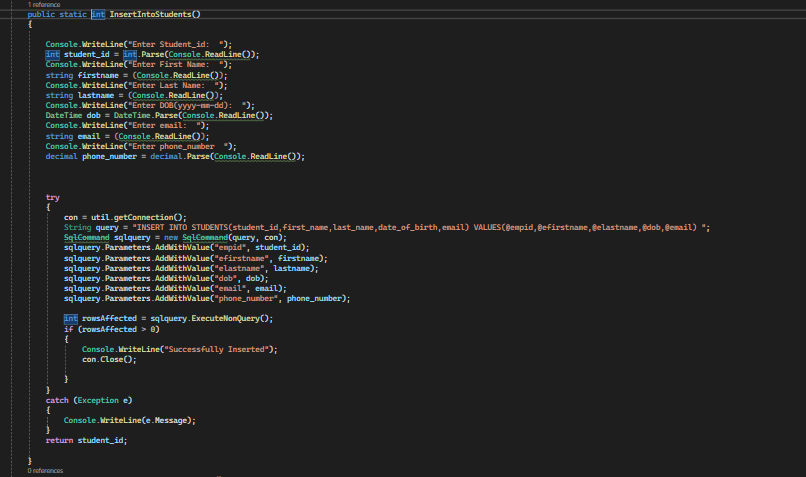 1 reference
public static int InsertIntoStudents()
{
Console.WriteLine("Enter Student_id:  ");
int student_id = int.Parse(Console.ReadLine());
Console.WriteLine("Enter First Name:  ");
string firstname = (Console.ReadLine());
Console.WriteLine("Enter Last Name:  ");
string lastname = (Console.ReadLine());
Console.WriteLine("Enter DOB(yyyy-mm-dd):  ");
DateTime dob = DateTime.Parse(Console.ReadLine());
Console.WriteLine("Enter email:  ");
string email = (Console.ReadLine());
Console.WriteLine("Enter phone_number  ");
decimal phone_number = decimal.Parse(Console.ReadLine());
try
{
con = util.getConnection();
String query = "INSERT INTO STUDENTS(student_id,first_name,last_name,date_of_birth,email) VALUES(@empid,@efirstname,@elastname,@dob,@email) ";
SqlCommand sqlquery = new SqlCommand(query, con);
sqlquery.Parameters.AddWithValue("empid", student_id);
sqlquery.Parameters.AddWithValue("efirstname", firstname);
sqlquery.Parameters.AddWithValue("elastname", lastname);
sqlquery.Parameters.AddWithValue("dob", dob);
sqlquery.Parameters.AddWithValue("email", email);
sqlquery.Parameters.AddWithValue("phone_number", phone_number);
int rowsAffected = sqlquery.ExecuteNonQuery();
if (rowsAffected > 0)
{
Console.WriteLine("Successfully Inserted");
con.Close();
}
}
catch (Exception e)
{
Console.WriteLine(e.Message);
}
return student_id;
}
0 references